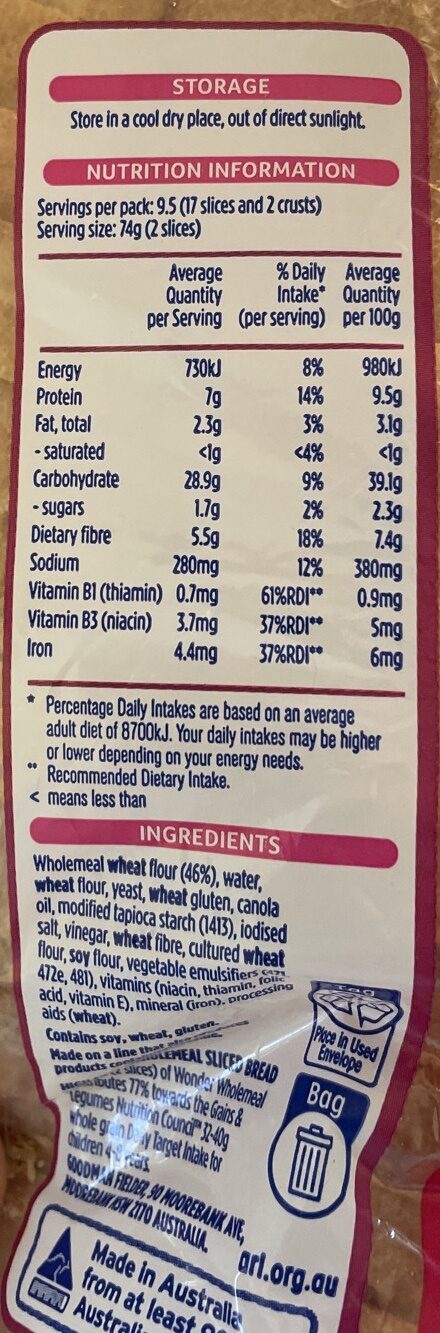 STORAGE
Store in a cool dry place, out of direct sunlight.
NUTRITION INFORMATION
Servings per pack: 9.5 (17 slices and 2 crusts)
Serving size: 74g (2 slices)
Average Quantity per Serving % Daily Intake* (per serving) Average Quantity per 100g
Energy 730kJ 8% 980kJ
Protein 7g 14% 9.5g
Fat, total 2.3g 3% 3.1g
- saturated <1g <4% <1g
Carbohydrate 28.9g 9% 39.1g
- sugars 1.7g 2% 2.3g
Dietary fibre 5.5g 18% 7.4g
Sodium 280mg 12% 380mg
Vitamin B1 (thiamin) 0.7mg 61%RDI** 0.9mg
Vitamin B3 (niacin) 3.7mg 37%RDI** 5mg
Iron 4.4mg 37%RDI** 6mg
* Percentage Daily Intakes are based on an average
adult diet of 8700kJ. Your daily intakes may be higher
or lower depending on your energy needs.
** Recommended Dietary Intake.
< means less than
INGREDIENTS
Wholemeal wheat flour (46%), water,
wheat flour, yeast, wheat gluten, canola
oil, modified tapioca starch (1413), iodised
salt, vinegar, wheat fibre, cultured wheat
flour, soy flour, vegetable emulsifiers
472e, 481), vitamins (niacin, thiamin, folic
acid, vitamin E), mineral (iron), processing
aids (wheat).
Contains soy, wheat, gluten.
Made on a line that
products
SLICED BREAD
slices) of Wonder Wholemeal
77% towards the Grains &
Legumes Nutrition Council™ 32-40g
whole grain Daily Target Intake for
children
GOODMAN FIELDER, 90 MOOREBANK AVE,
MOOREBANK NSW 2170 AUSTRALIA.
Tag
Place in Used
Envelope
Bag
arl.org.au
Made in Australia
from at least